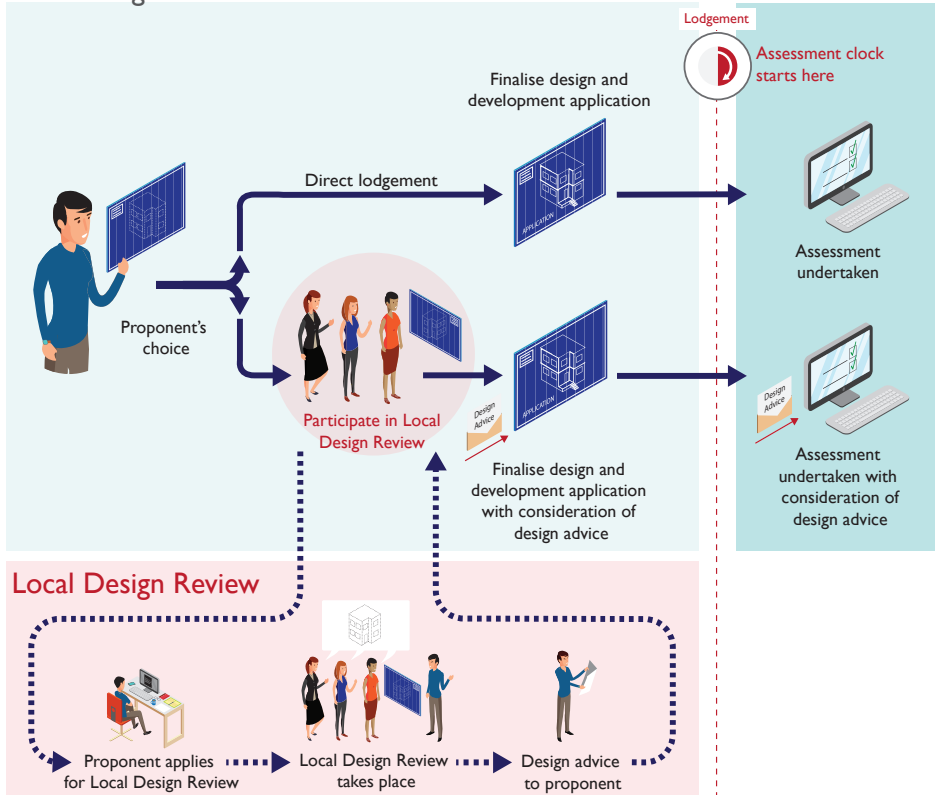 Lodgement
Assessment clock
starts here
Finalise design and
development application
Direct lodgement
APPLICATION
Assessment
undertaken
Proponent's
choice
Participate in Local
Design Review
APPLICATION
Design
Advice
Finalise design and
development application
with consideration of
design advice
Design
Advice
Assessment
undertaken with
consideration of
design advice
Local Design Review
Proponent applies
for Local Design Review
Local Design Review
takes place
Design advice
to proponent